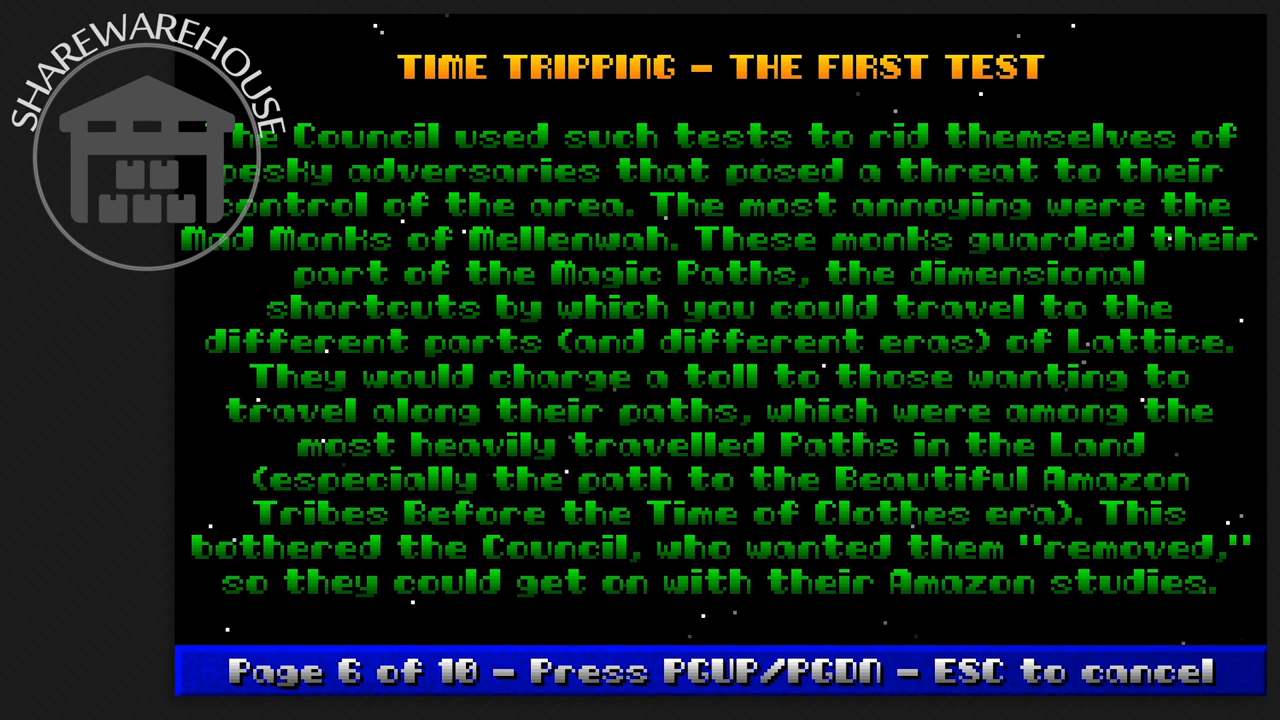 SHAREWAREHOUSE
TIME TRIPPING - THE FIRST TEST
The Council used such tests to rid themselves of
pesky adversaries that posed a threat to their
control of the area. The most annoying were the
Mad Monks of Mellenwah. These monks guarded their
part of the Magic Paths, the dimensional
shortcuts by which you could travel to the
different parts (and different eras) of Lattice.
They would charge a toll to those wanting to
travel along their paths, which were among the
most heavily travelled Paths in the Land
(especially the path to the Beautiful Amazon
Tribes Before the Time of Clothes era). This
bothered the Council, who wanted them "removed,"
so they could get on with their Amazon studies.
Page 6 of 10 - Press PGUP/PGDN - ESC to cancel